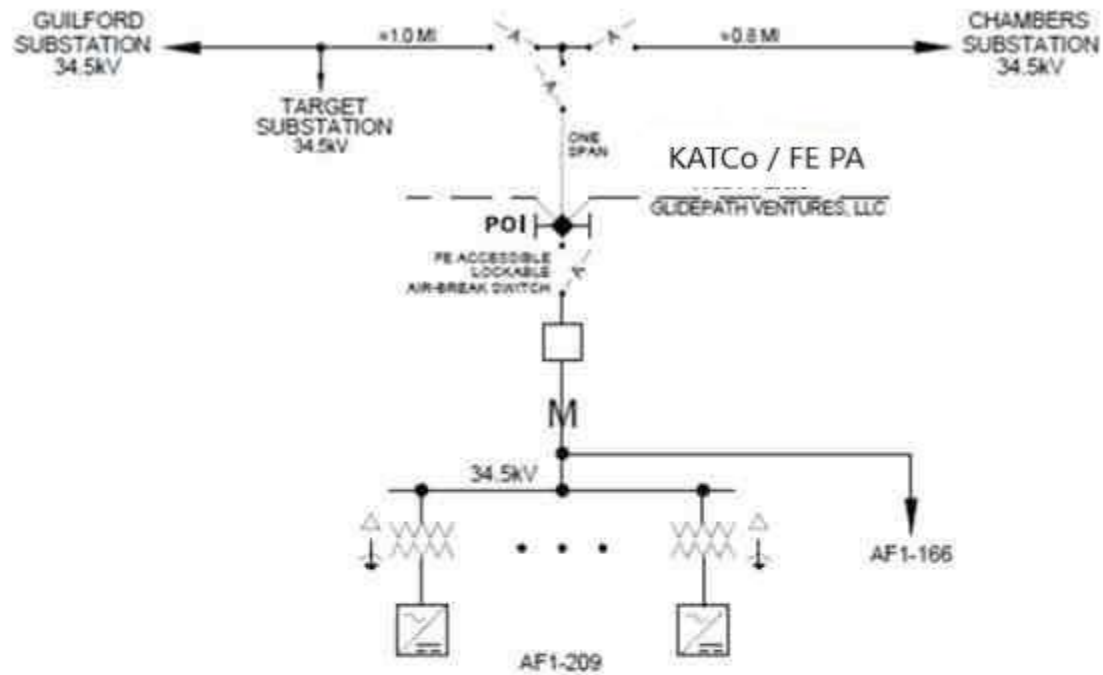 GUILFORD
SUBSTATION
34.5kV
≈1.0 MI
A
A
≈0.8 MI
CHAMBERS
SUBSTATION
34.5kV
TARGET
SUBSTATION
34.5kV
A
ONE
SPAN
KATCo / FE PA
GLIDEPATH VENTURES, LLC
POI
FE ACCESSIBLE
LOCKABLE
AIR-BREAK SWITCH
A
M
34.5kV
AF1-166
AF1-209